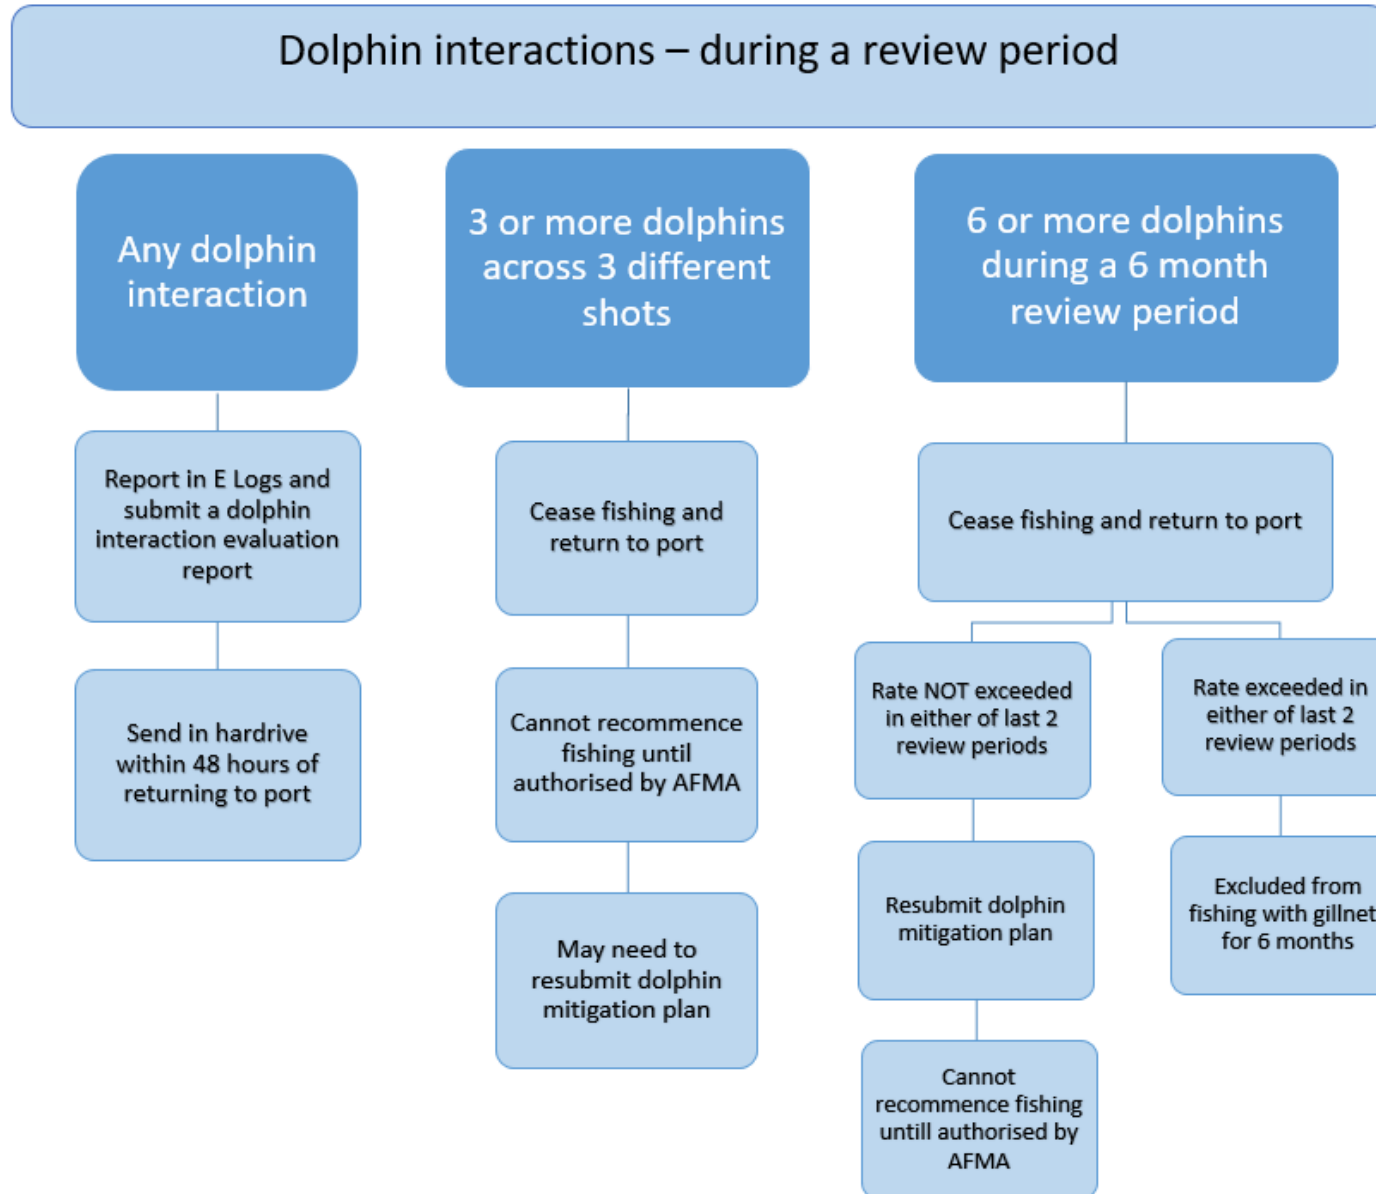 Dolphin interactions – during a review period
Any dolphin
interaction
Report in E Logs and
submit a dolphin
interaction evaluation
report
Send in hardrive
within 48 hours of
returning to port
3 or more dolphins
across 3 different
shots
Cease fishing and
return to port
Cannot recommence
fishing until
authorised by AFMA
May need to
resubmit dolphin
mitigation plan
6 or more dolphins
during a 6 month
review period
Cease fishing and return to port
Rate NOT exceeded
in either of last 2
review periods
Resubmit dolphin
mitigation plan
Cannot
recommence fishing
untill authorised by
AFMA
Rate exceeded in
either of last 2
review periods
Excluded from
fishing with gillnet
for 6 months